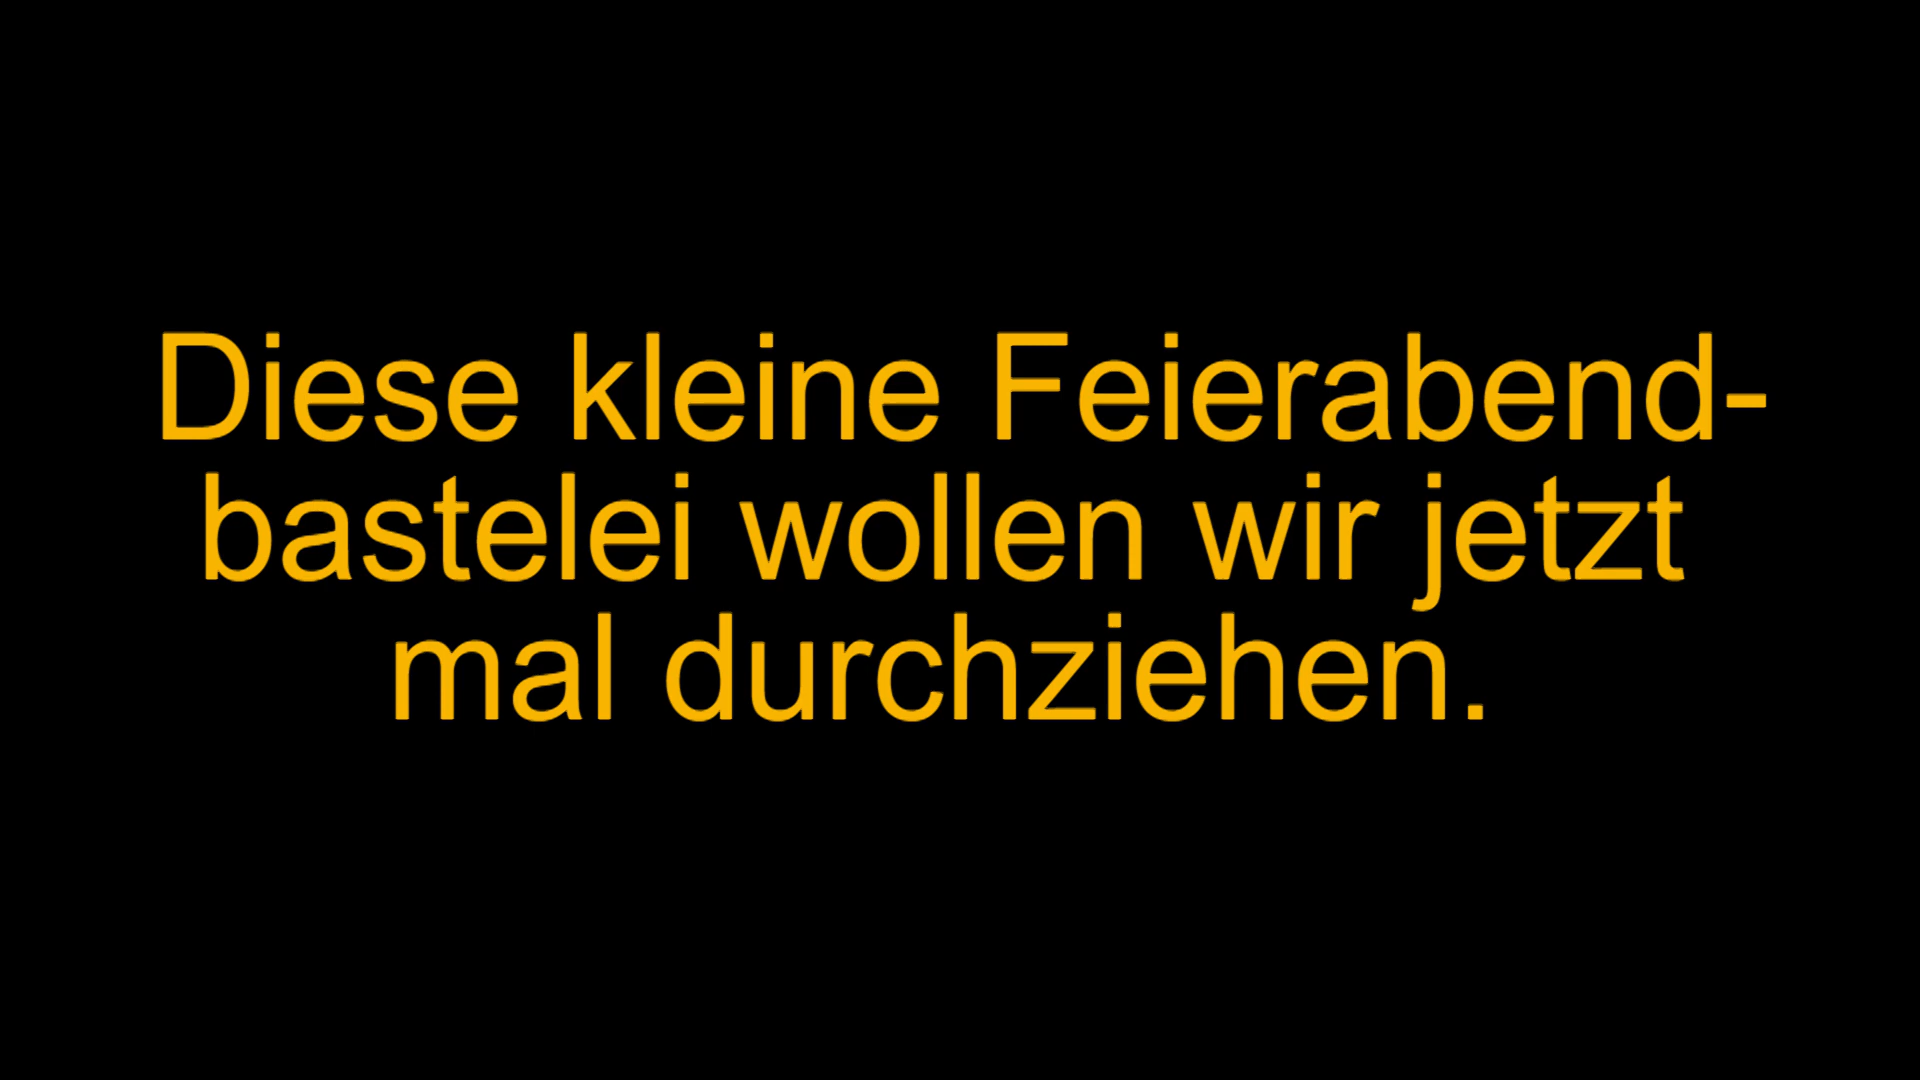 Diese kleine Feierabend-
bastelei wollen wir jetzt
mal durchziehen.